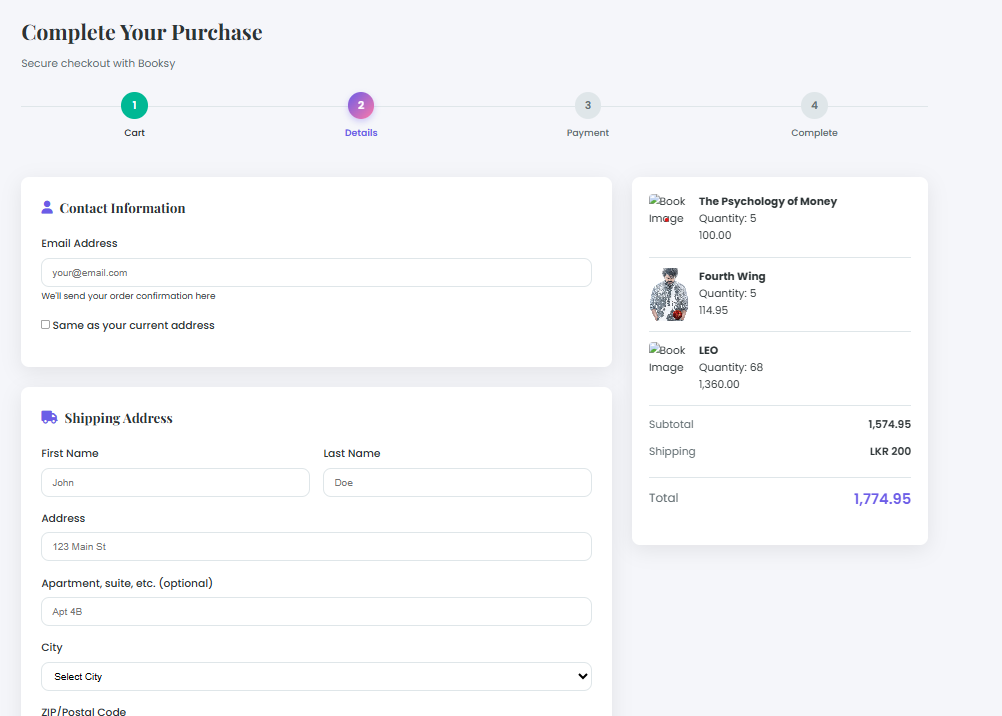 Complete Your Purchase
Secure checkout with Booksy
1
2
3
4
Cart
Details
Payment
Complete
Contact Information
Email Address
your@email.com
We'll send your order confirmation here
Same as your current address
Shipping Address
First Name
Last Name
John
Doe
Address
123 Main St
Apartment, suite, etc. (optional)
Apt 4B
City
Select City
ZIP/Postal Code
Book
Image
The Psychology of Money
Quantity: 5
100.00
Fourth Wing
Quantity: 5
114.95
Book
Image
LEO
Quantity: 68
1,360.00
Subtotal 1,574.95
Shipping LKR 200
Total 1,774.95